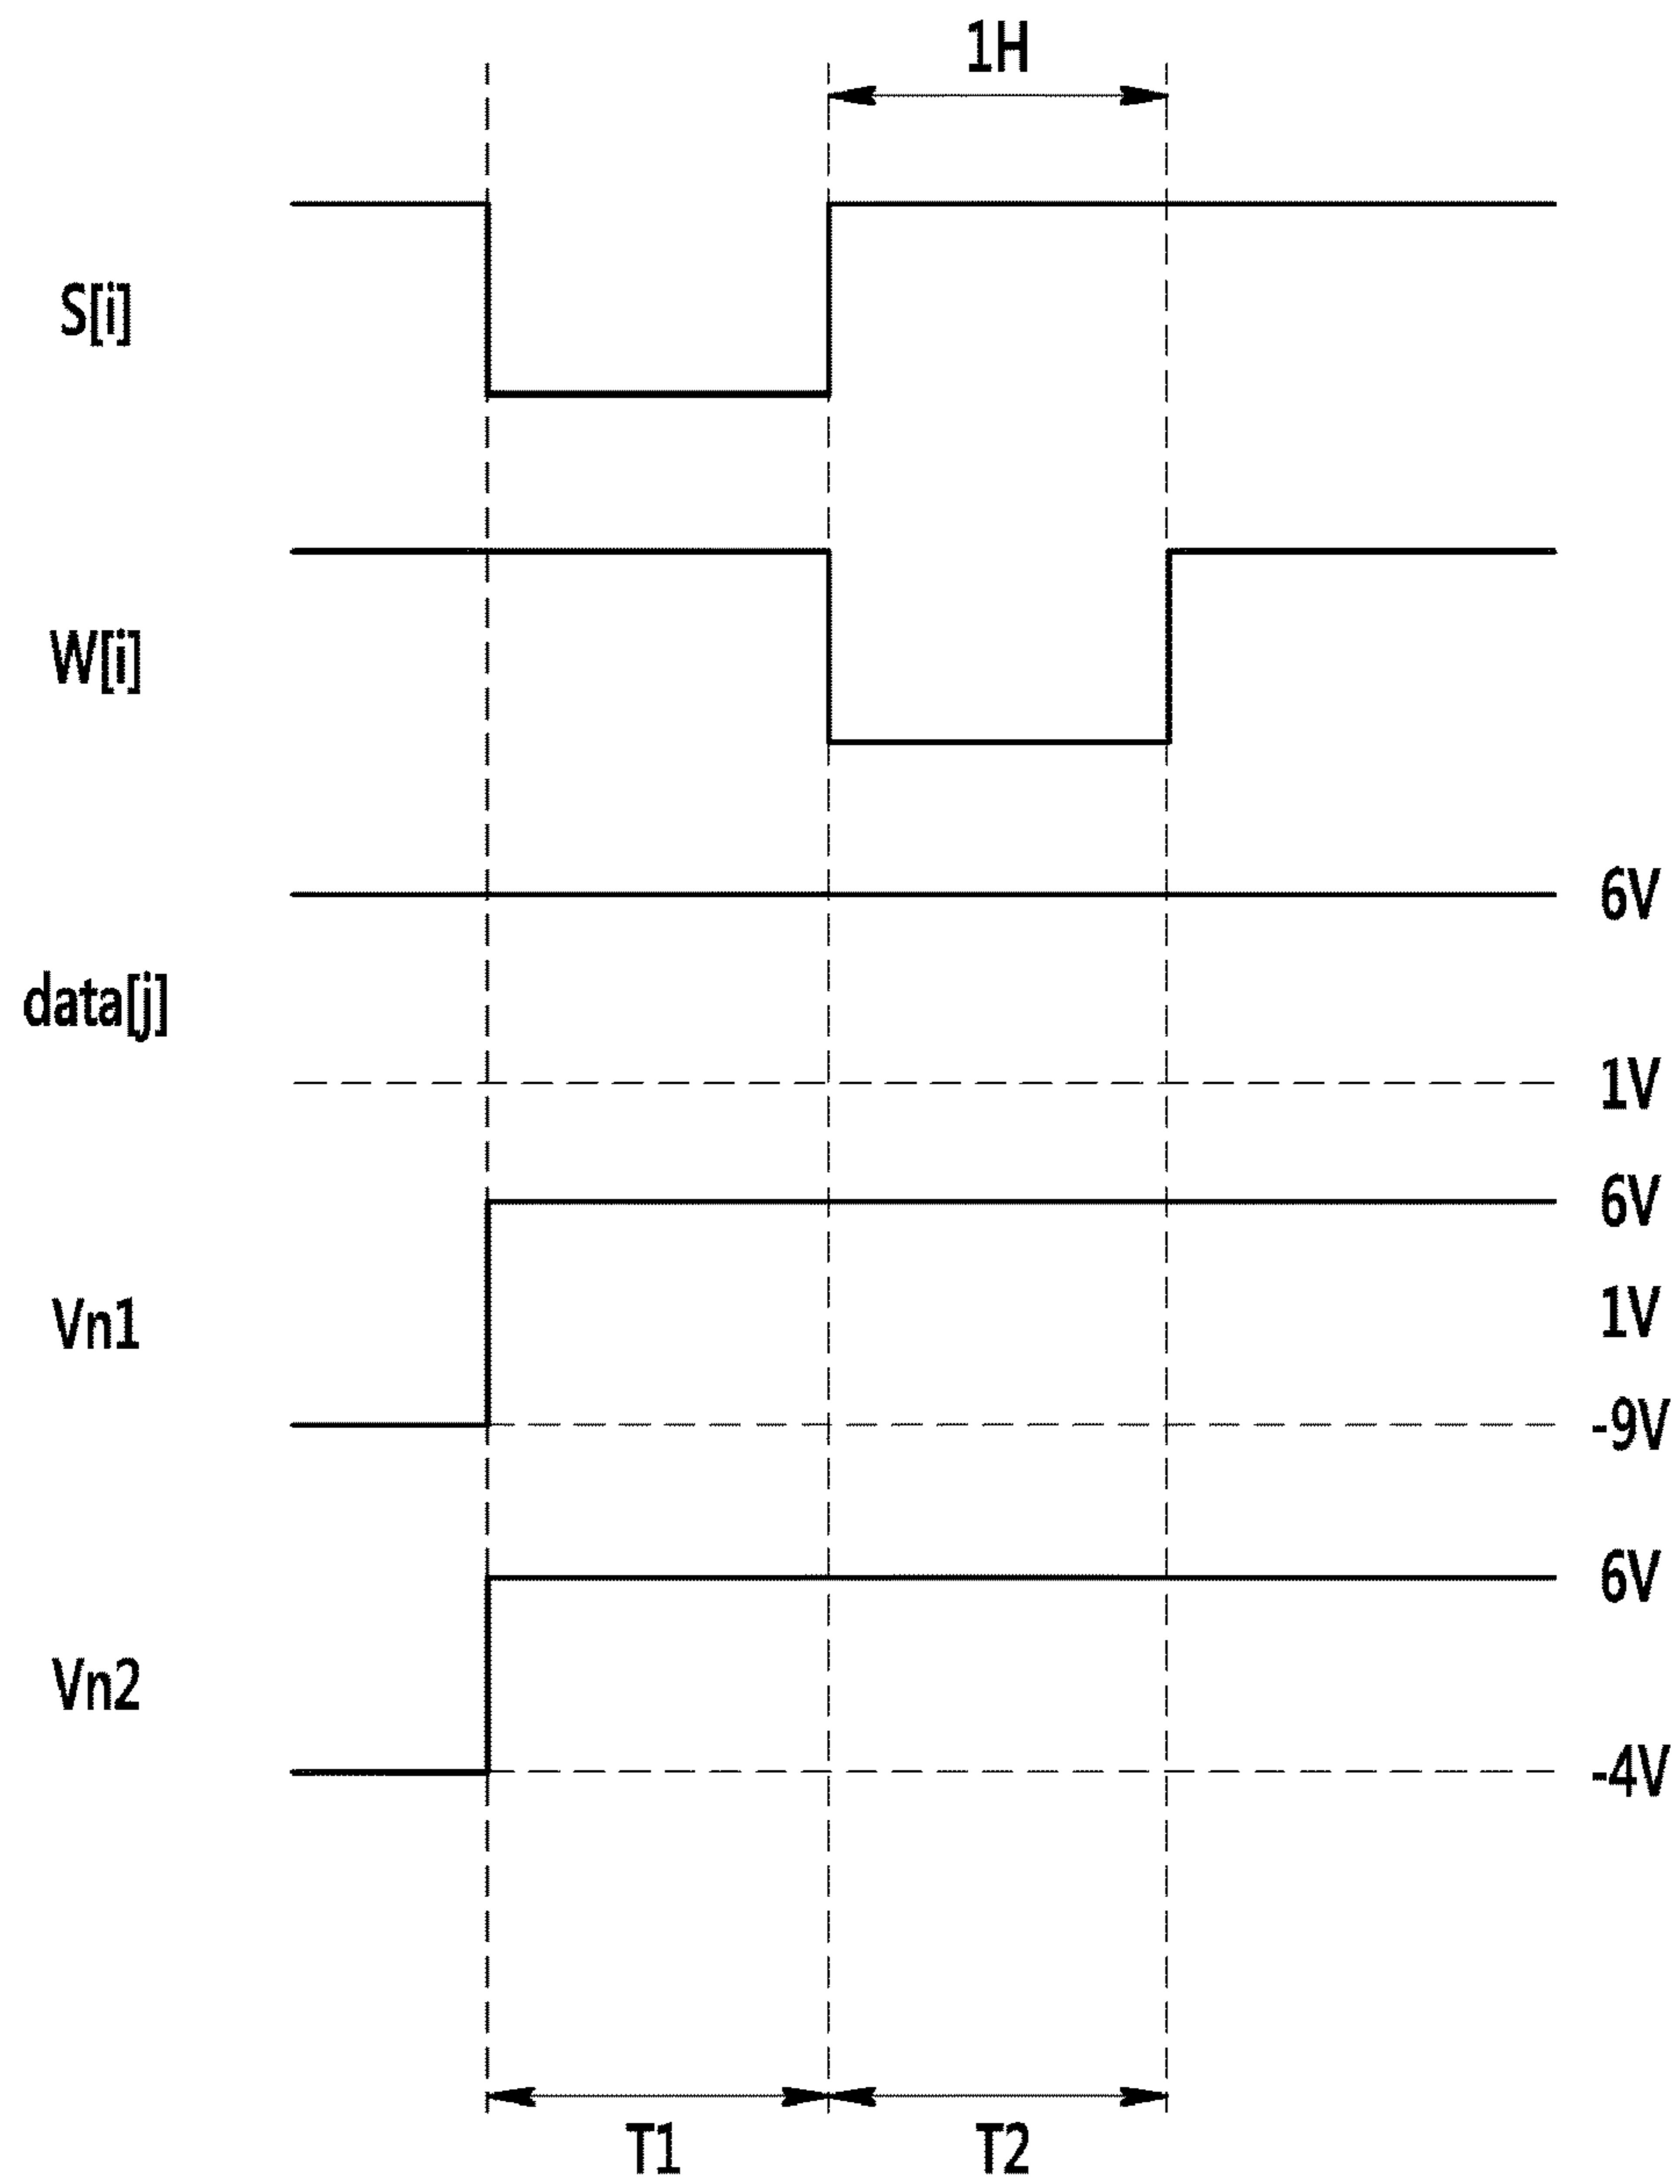 1H
S[i]
W[i]
6V
data[j]
1V
6V
Vn1
1V
-9V
6V
Vn2
-4V
T1
T2